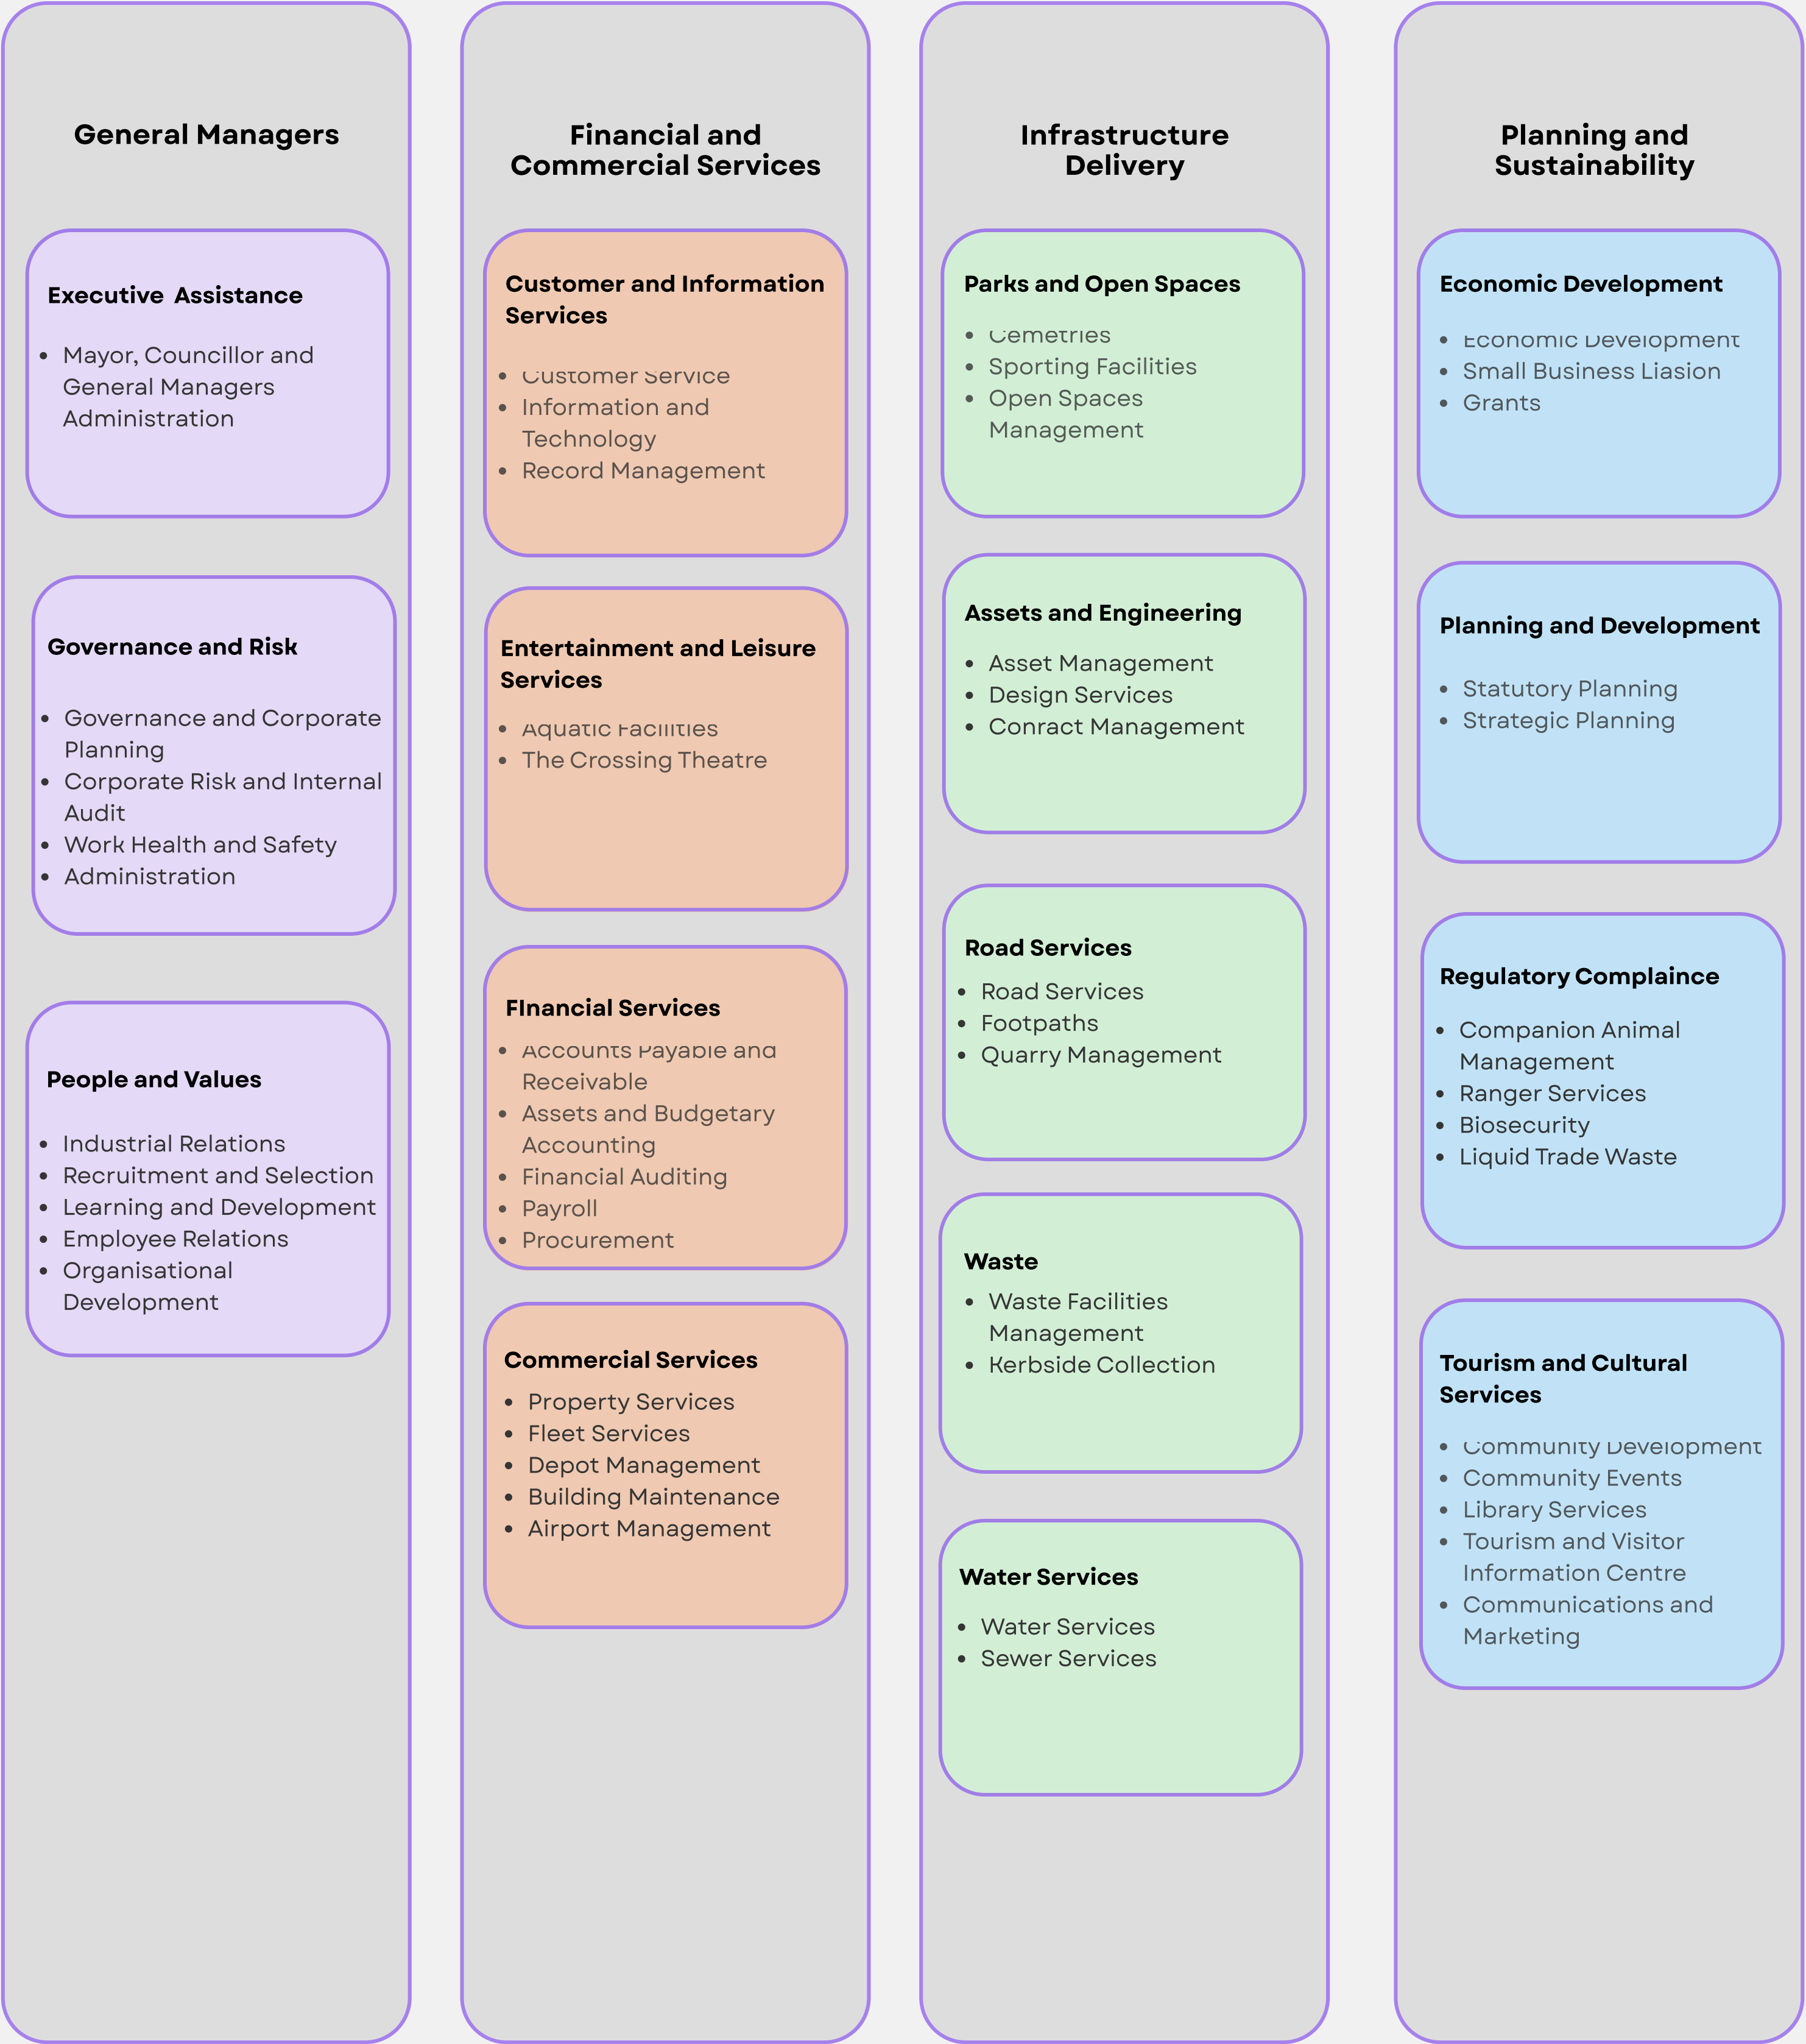 General Managers
Executive  Assistance
Mayor, Councillor and
General Managers
Administration
Governance and Risk
Governance and Corporate
Planning
Corporate Risk and Internal
Audit
Work Health and Safety
Administration
People and Values
Industrial Relations
Recruitment and Selection
Learning and Development
Employee Relations
Organisational
Development
Financial and
Commercial Services
Customer and Information
Services
Customer Service
Information and
Technology
Record Management
Entertainment and Leisure
Services
Aquatic Facilities
The Crossing Theatre
FInancial Services
Accounts Payable and
Receivable
Assets and Budgetary
Accounting
Financial Auditing
Payroll
Procurement
Commercial Services
Property Services
Fleet Services
Depot Management
Building Maintenance
Airport Management
Infrastructure
Delivery
Parks and Open Spaces
Cemetries
Sporting Facilities
Open Spaces
Management
Assets and Engineering
Asset Management
Design Services
Conract Management
Road Services
Road Services
Footpaths
Quarry Management
Waste
Waste Facilities
Management
Kerbside Collection
Water Services
Water Services
Sewer Services
Planning and
Sustainability
Economic Development
Economic Development
Small Business Liasion
Grants
Planning and Development
Statutory Planning
Strategic Planning
Regulatory Complaince
Companion Animal
Management
Ranger Services
Biosecurity
Liquid Trade Waste
Tourism and Cultural
Services
Community Development
Community Events
Library Services
Tourism and Visitor
Information Centre
Communications and
Marketing